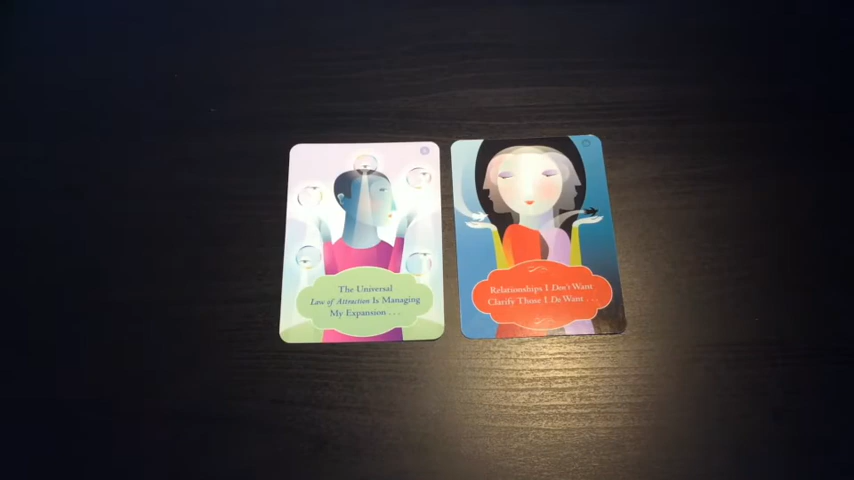 The Universal
Law of Attraction Is Managing
My Expansion . . .
Relationships I Don't Want
Clarify Those I Do Want . . .